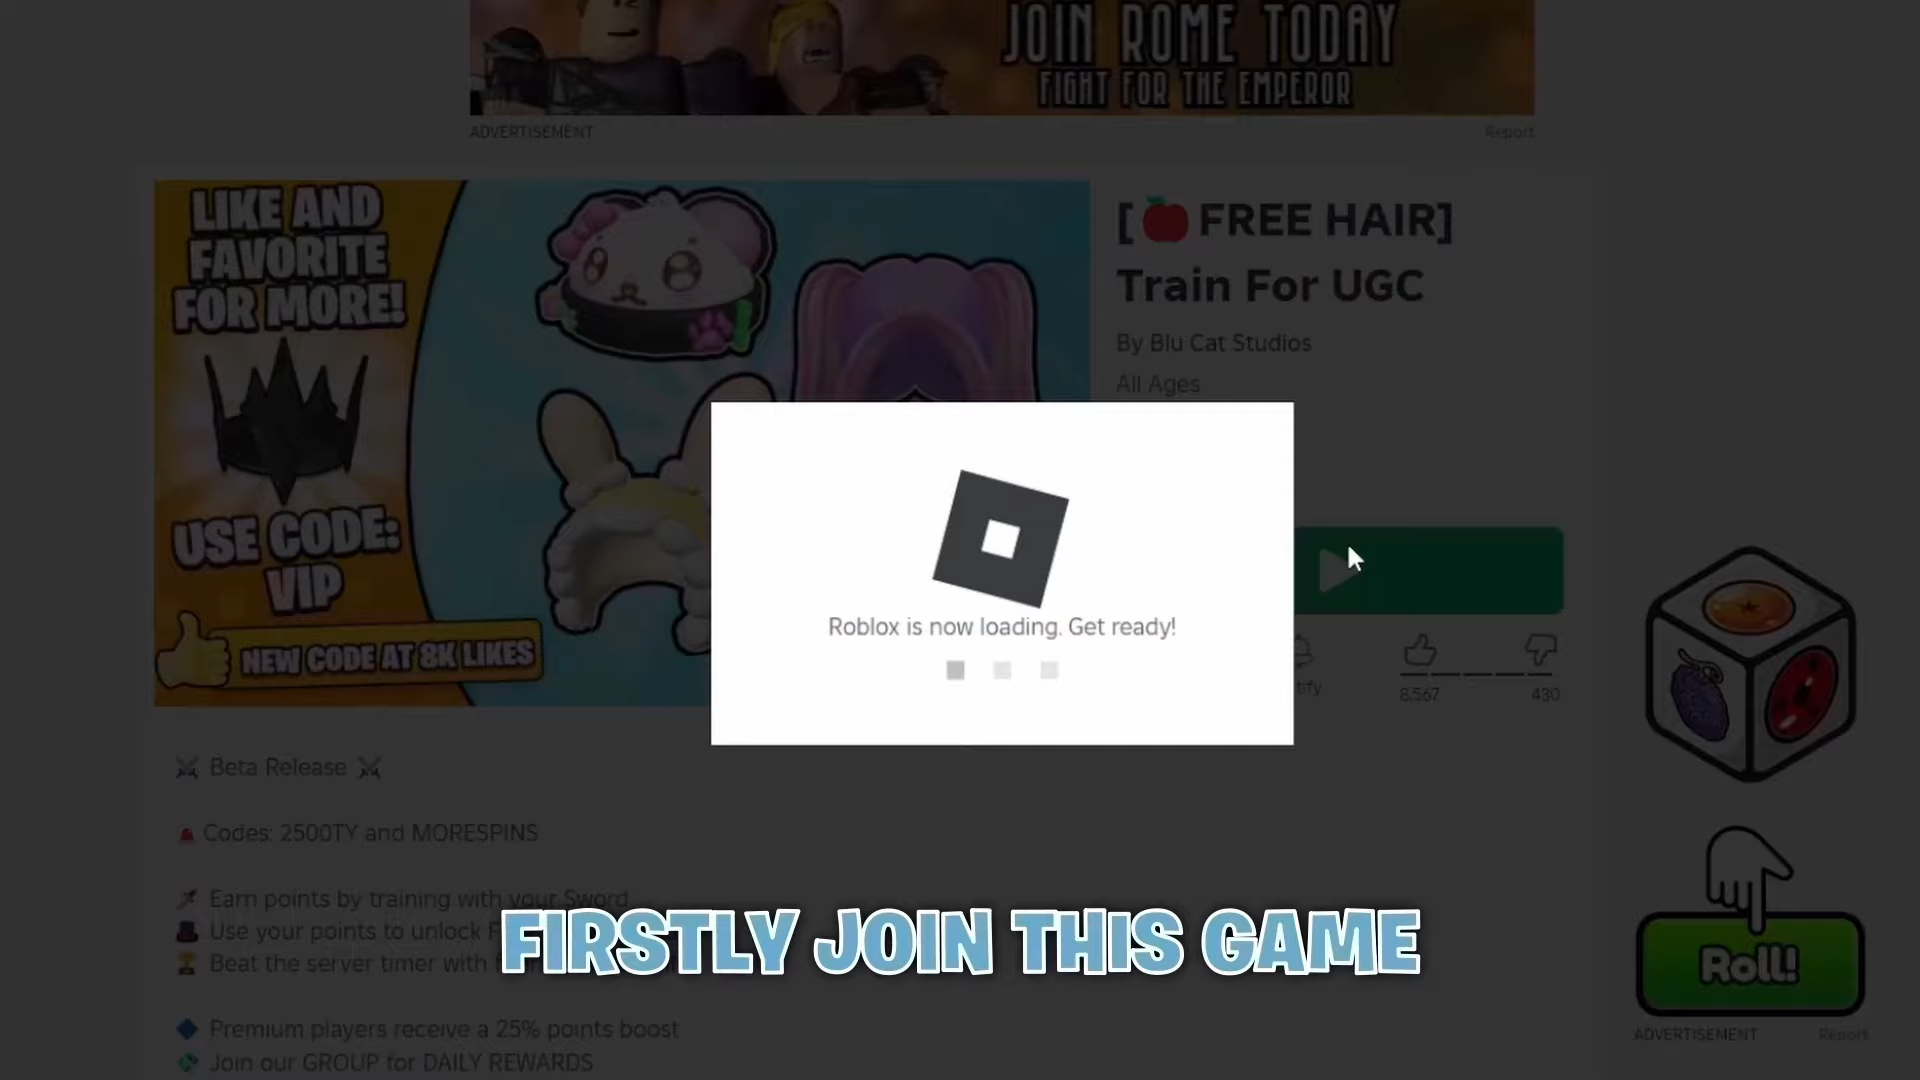 JOIN ROME TODAY
FIGHT FOR THE EMPEROR
ADVERTISEMENT
Report
LIKE AND
FAVORITE
FOR MORE!
USE CODE:
VIP
NEW CODE AT 8K LIKES
[🍎FREE HAIR]
Train For UGC
By Blu Cat Studios
All Ages
Roblox is now loading. Get ready!
tify
8,567
430
⚔ Beta Release ⚔
🚨 Codes: 2500TY and MORESPINS
🗡 Earn points by training with your Sword
🎩 Use your points to unlock F
🏆 Beat the server timer with
FIRSTLY JOIN THIS GAME
🔷 Premium players receive a 25% points boost
Join our GROUP for DAILY REWARDS
Roll!
ADVERTISEMENT
Report